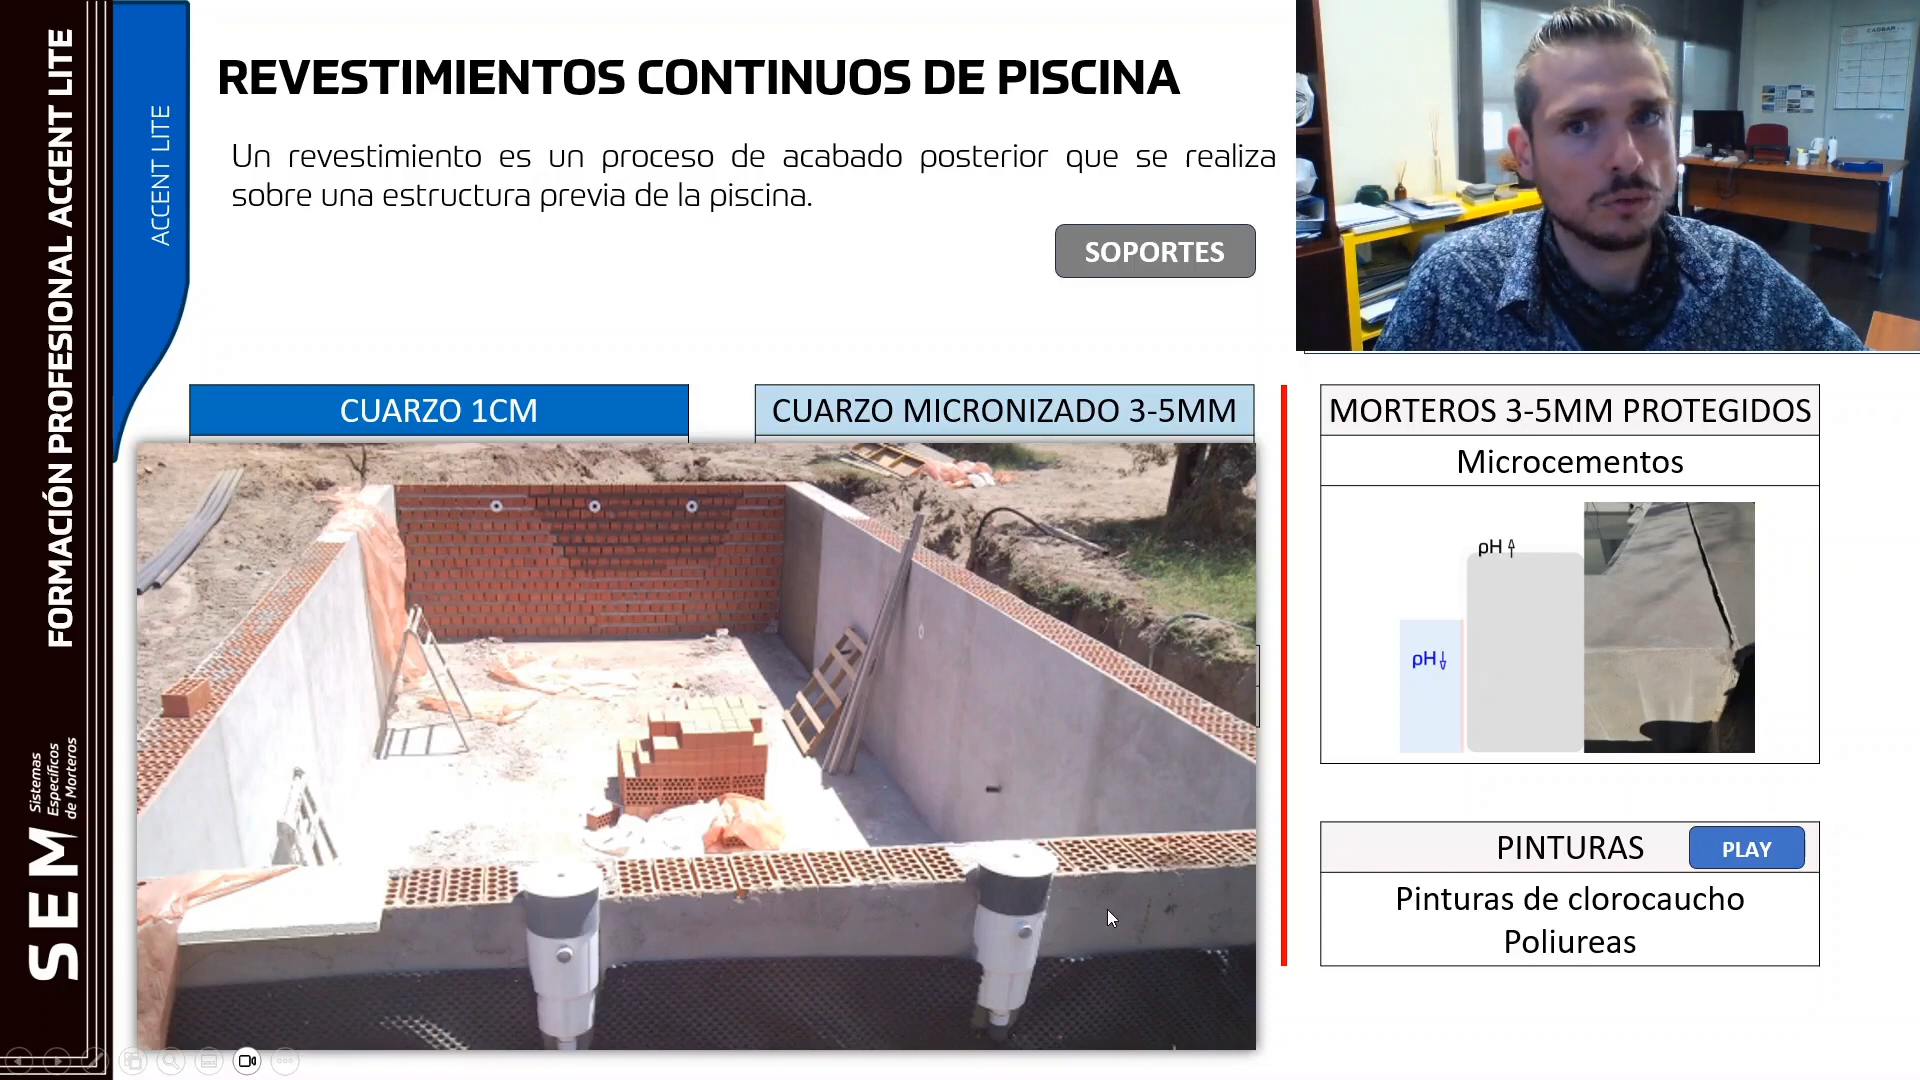 FORMACIÓN PROFESIONAL ACCENT LITE
SEM
Sistemas
Específicos
de Morteros
ACCENT LITE
REVESTIMIENTOS CONTINUOS DE PISCINA
Un revestimiento es un proceso de acabado posterior que se realiza
sobre una estructura previa de la piscina.
SOPORTES
CUARZO 1CM
CUARZO MICRONIZADO 3-5MM
MORTEROS 3-5MM PROTEGIDOS
Microcementos
pH
pH
PINTURAS
PLAY
Pinturas de clorocaucho
Poliureas